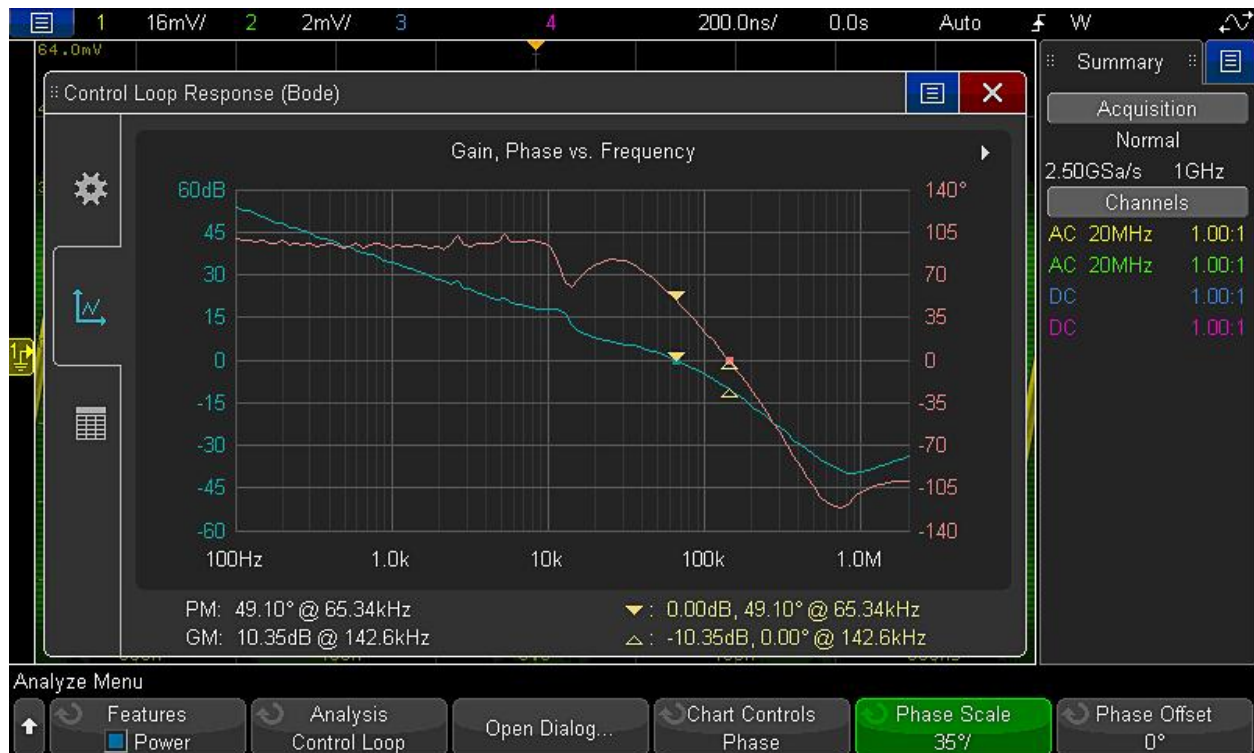 1 16mV/ 2 2mV/ 3 4 200.0ns/ 0.0s Auto W
64.0mV
Summary
Control Loop Response (Bode)
Acquisition
Normal
2.50GSa/s 1GHz
Channels
AC 20MHz 1.00:1
AC 20MHz 1.00:1
DC 1.00:1
DC 1.00:1
Gain, Phase vs. Frequency
60dB 140°
45 105
30 70
15 35
0 0
-15 -35
-30 -70
-45 -105
-60 -140
100Hz 1.0k 10k 100k 1.0M
PM: 49.10° @ 65.34kHz
GM: 10.35dB @ 142.6kHz
: 0.00dB, 49.10° @ 65.34kHz
: -10.35dB, 0.00° @ 142.6kHz
Analyze Menu
Features
Power
Analysis
Control Loop
Open Dialog...
Chart Controls
Phase
Phase Scale
35°/
Phase Offset
0°